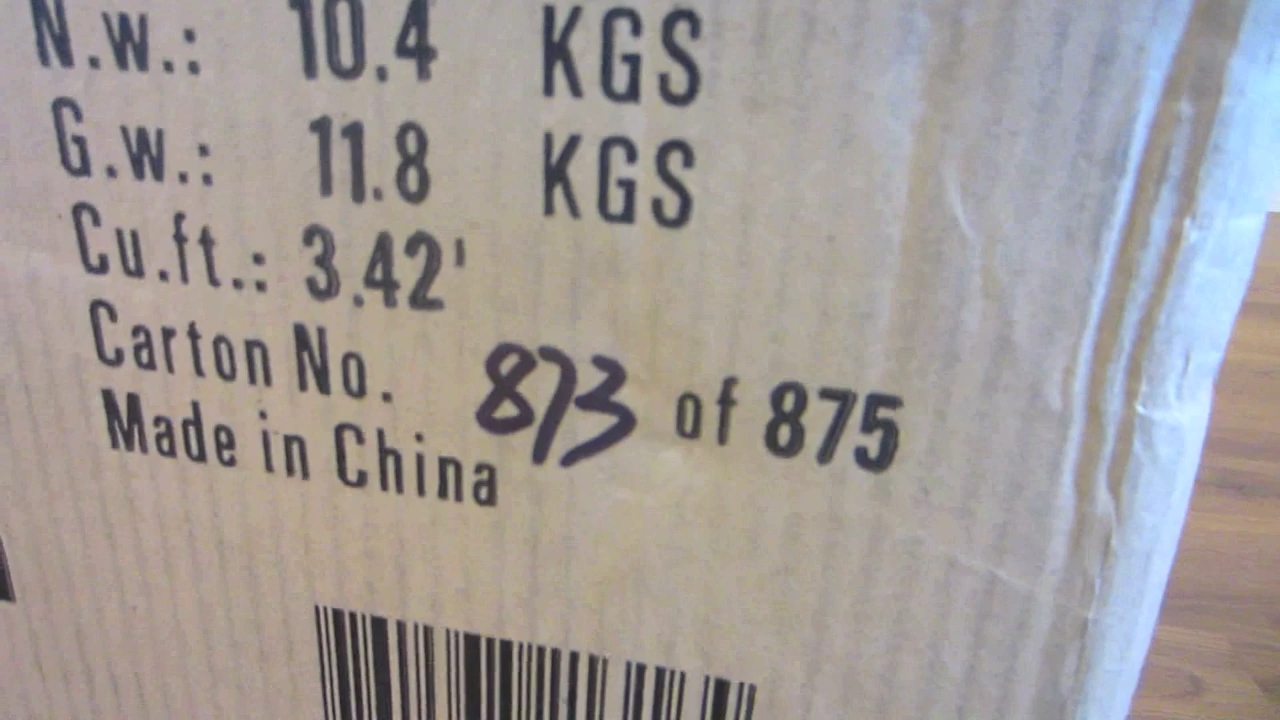 N.w.: 10.4 KGS
G.w.: 11.8 KGS
Cu.ft.: 3.42'
Carton No. 873 of 875
Made in China